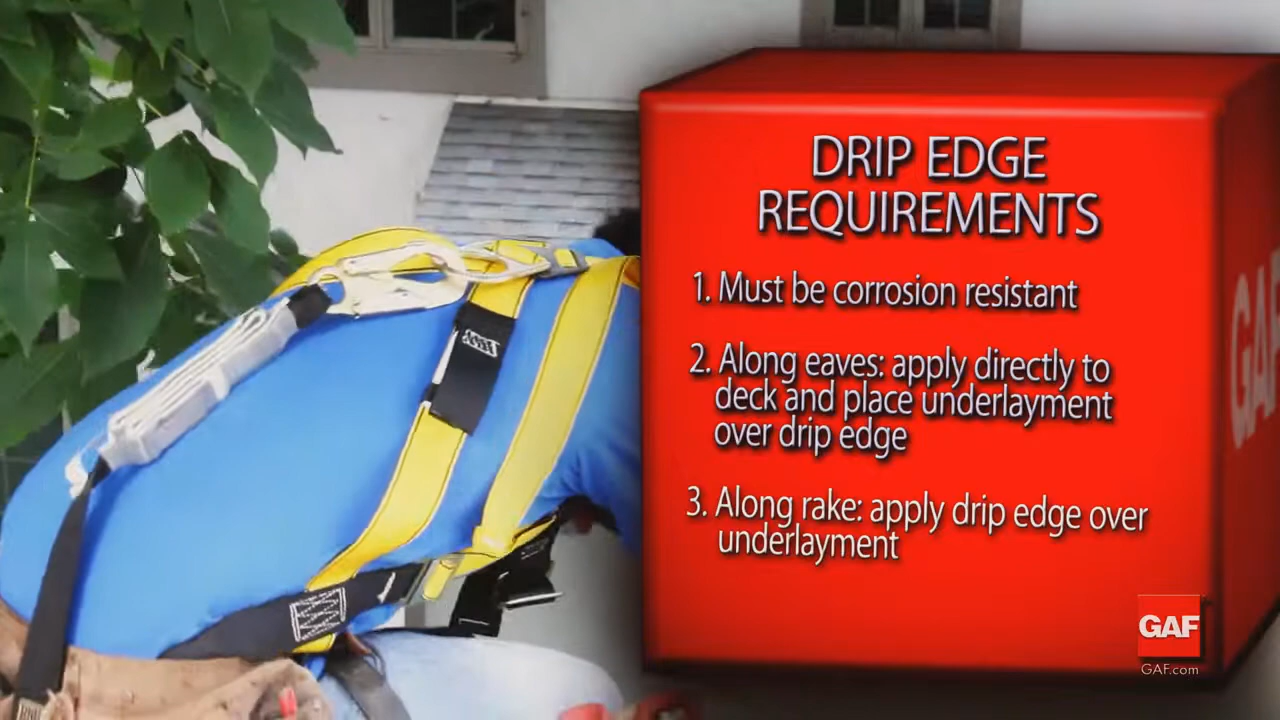 DRIP EDGE
REQUIREMENTS
1. Must be corrosion resistant
2. Along eaves: apply directly to
deck and place underlayment
over drip edge
3. Along rake: apply drip edge over
underlayment
GAF
GAF
GAF.com